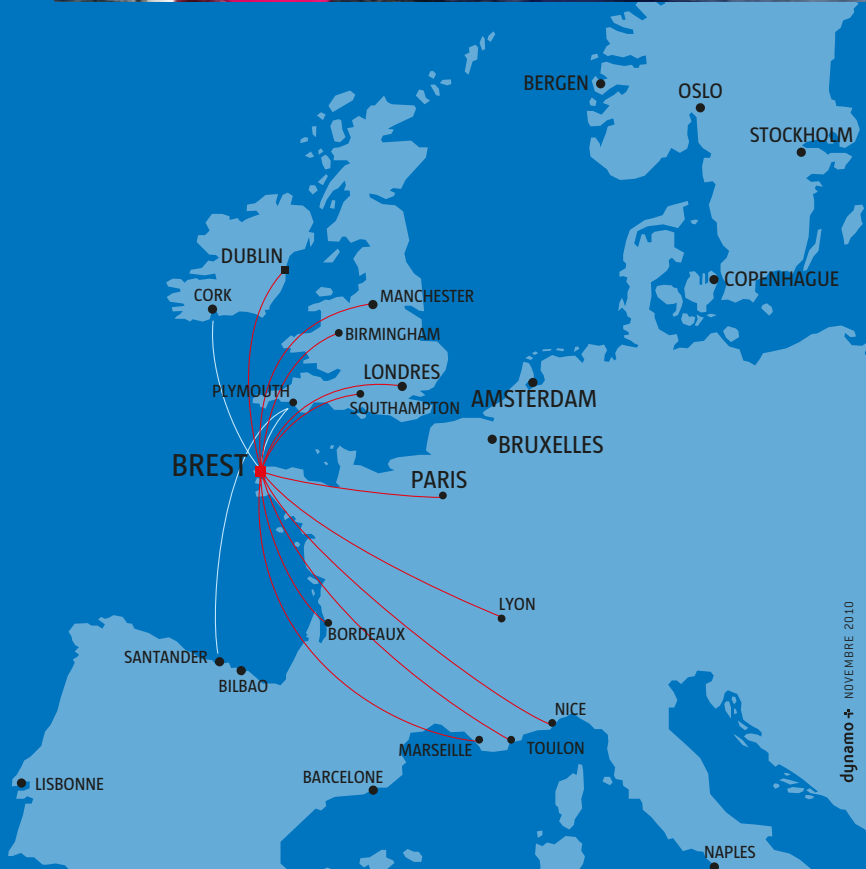 BERGEN
OSLO
STOCKHOLM
DUBLIN
COPENHAGUE
CORK
MANCHESTER
BIRMINGHAM
LONDRES
PLYMOUTH
SOUTHAMPTON
AMSTERDAM
BRUXELLES
BREST
PARIS
LYON
BORDEAUX
SANTANDER
BILBAO
NICE
MARSEILLE
TOULON
BARCELONE
LISBONNE
NAPLES
dynamo + NOVEMBRE 2010